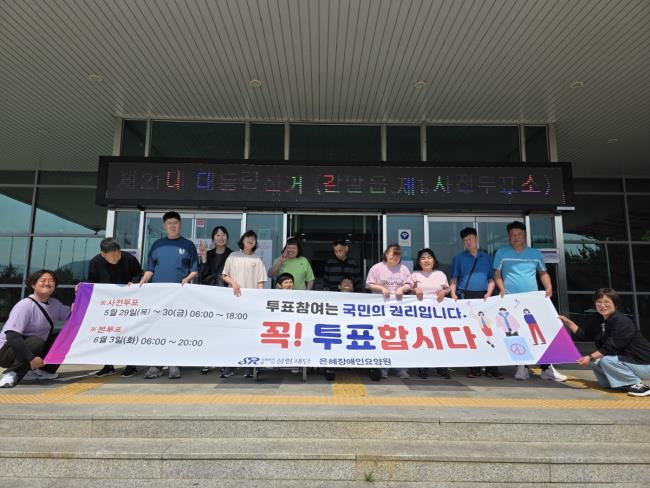 제21대 대통령선거 (간말읍 제1사전투표소)
※사전투표
5월 29일(목) ~ 30(금) 06:00 ~ 18:00
※본투표
6월 3일(화) 06:00 ~ 20:00
투표참여는 국민의 권리입니다.
꼭! 투표합시다
SR 삼원재단 은혜장애인요양원